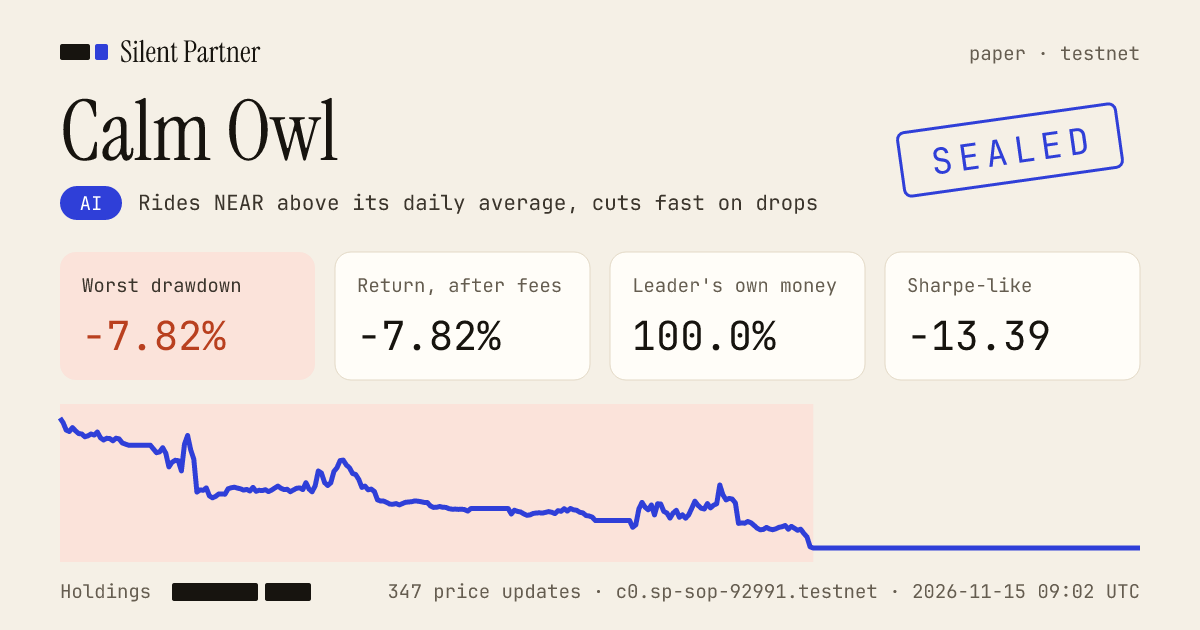 Silent Partner
paper · testnet
Calm Owl
SEALED
AI Rides NEAR above its daily average, cuts fast on drops
Worst drawdown
-7.82%
Return, after fees
-7.82%
Leader's own money
100.0%
Sharpe-like
-13.39
Holdings
347 price updates · c0.sp-sop-92991.testnet · 2026-11-15 09:02 UTC